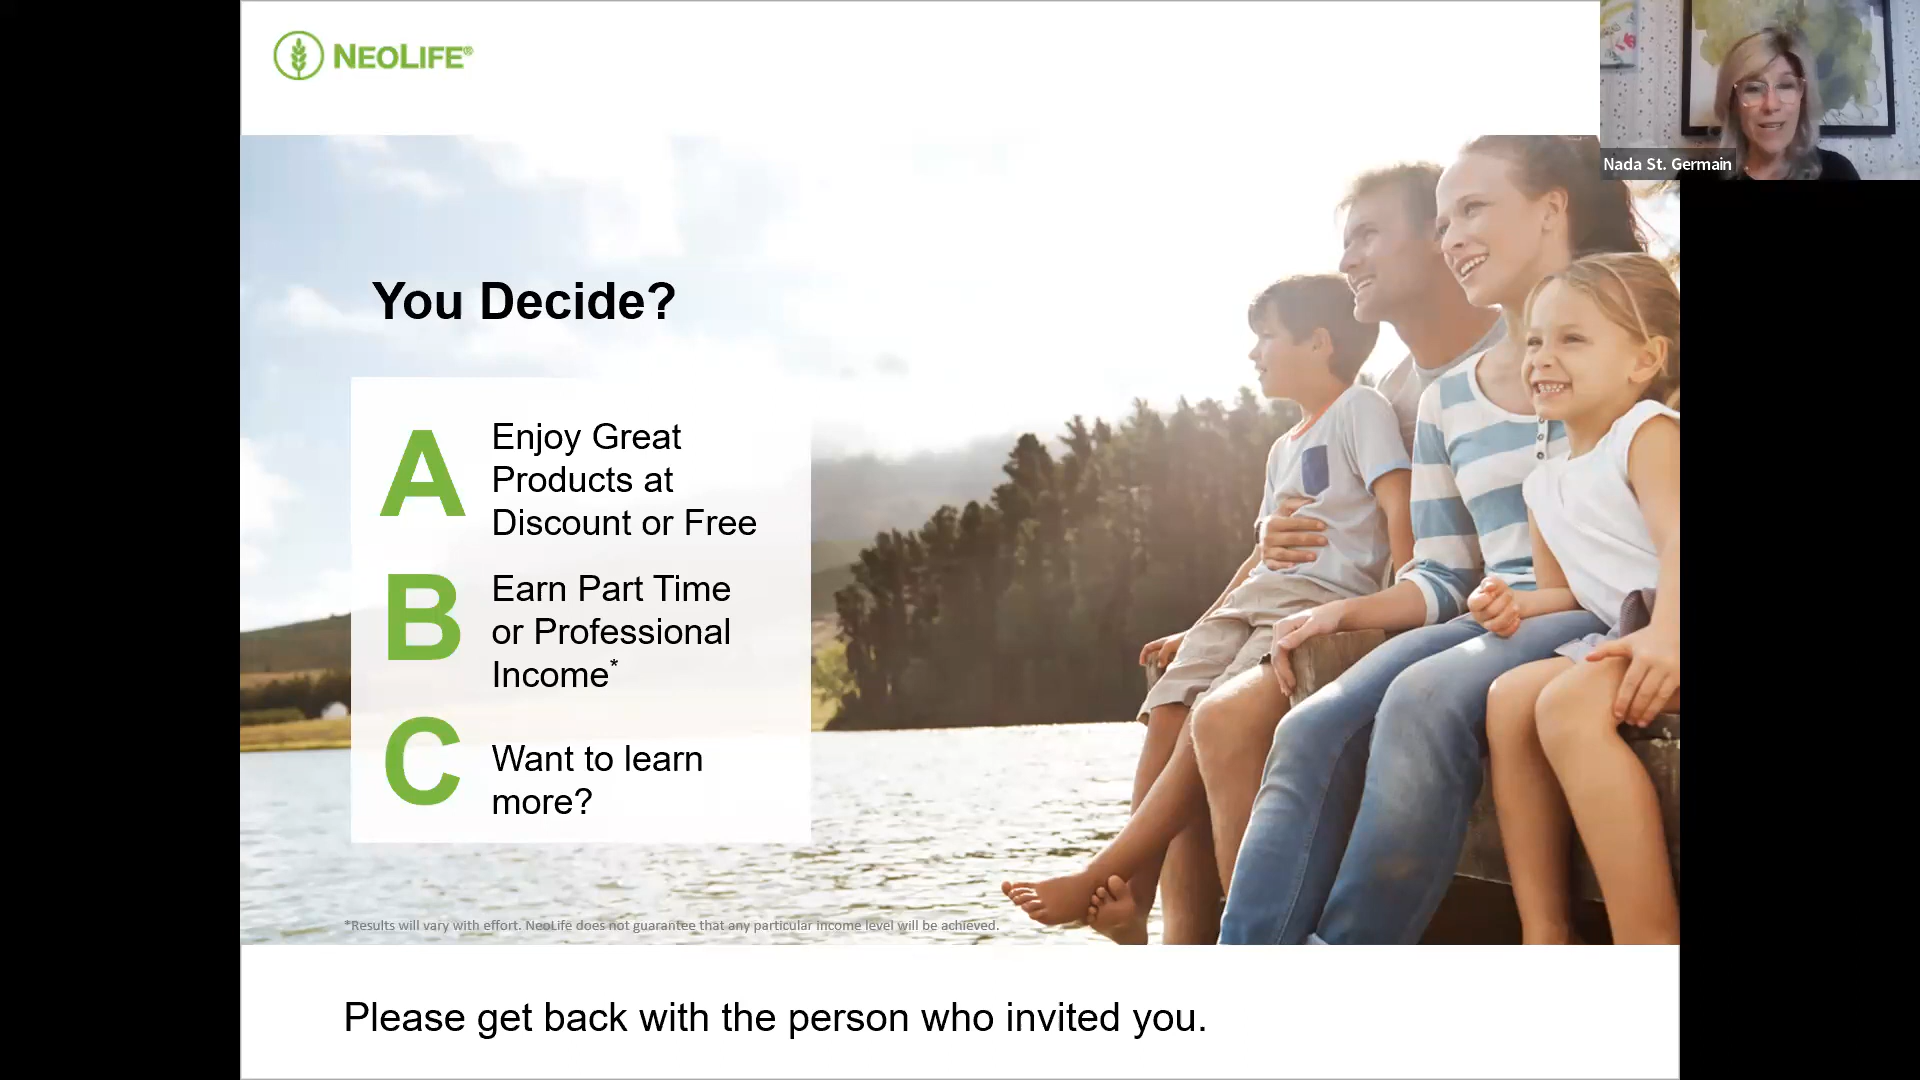 NEOLIFE®
Nada St. Germain
You Decide?
A
Enjoy Great
Products at
Discount or Free
B
Earn Part Time
or Professional
Income*
C
Want to learn
more?
*Results will vary with effort. NeoLife does not guarantee that any particular income level will be achieved.
Please get back with the person who invited you.